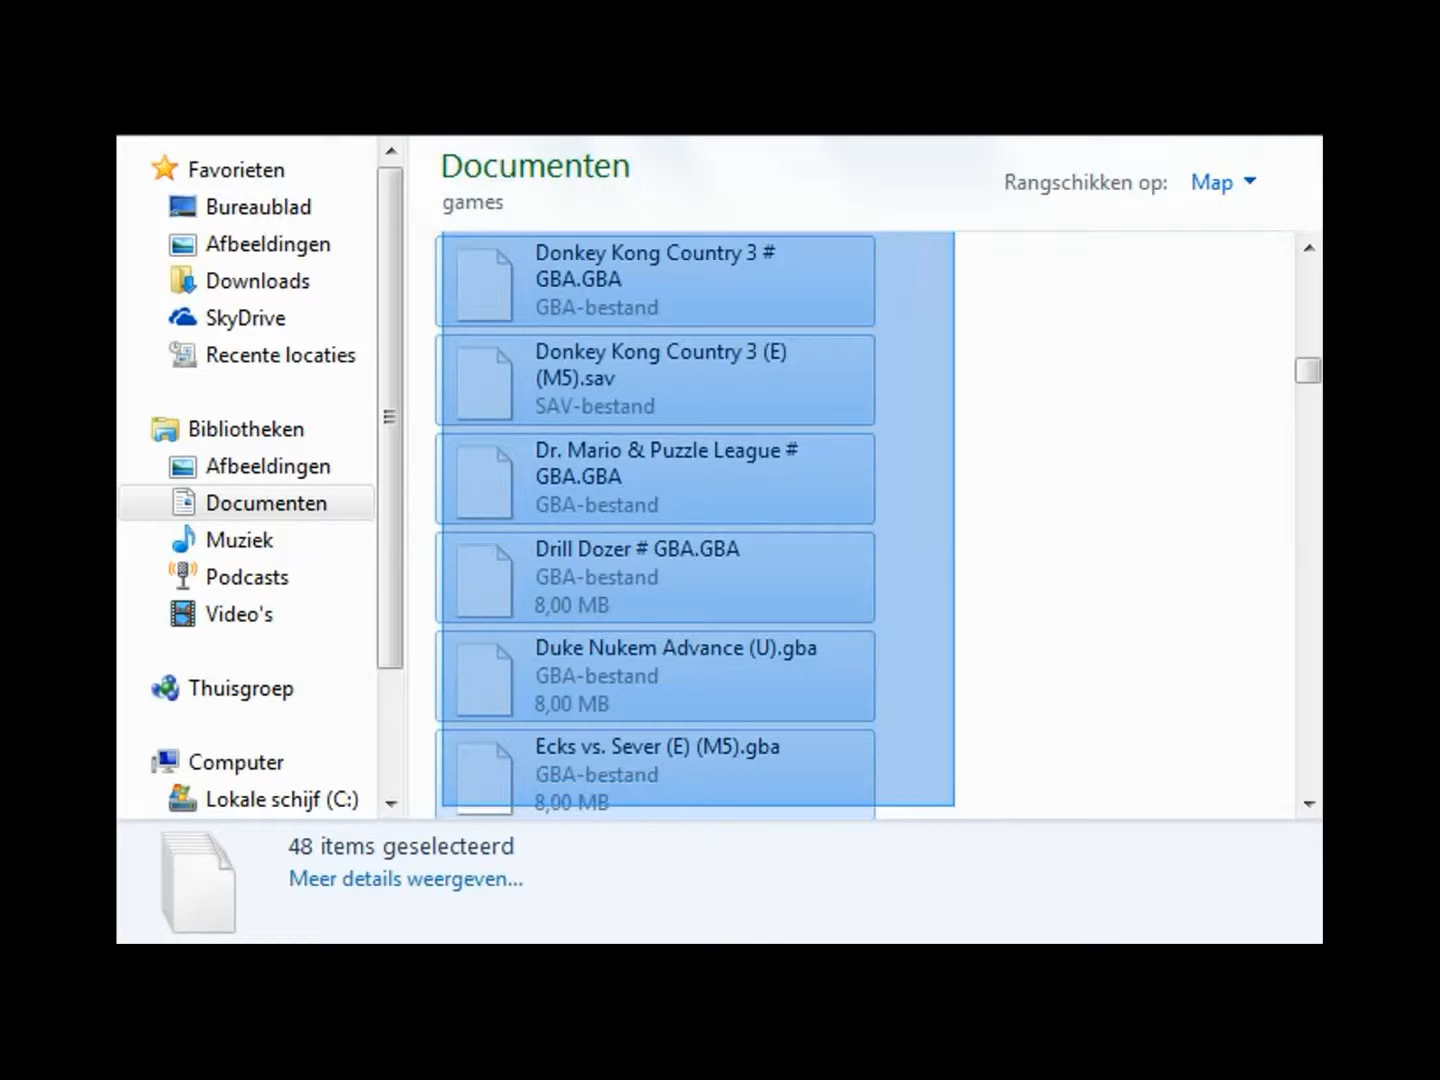 Favorieten
Bureaublad
Afbeeldingen
Downloads
SkyDrive
Recente locaties
Bibliotheken
Afbeeldingen
Documenten
Muziek
Podcasts
Video's
Thuisgroep
Computer
Lokale schijf (C:)
Documenten
games
Rangschikken op: Map
Donkey Kong Country 3 #
GBA.GBA
GBA-bestand
Donkey Kong Country 3 (E)
(M5).sav
SAV-bestand
Dr. Mario & Puzzle League #
GBA.GBA
GBA-bestand
Drill Dozer # GBA.GBA
GBA-bestand
8,00 MB
Duke Nukem Advance (U).gba
GBA-bestand
8,00 MB
Ecks vs. Sever (E) (M5).gba
GBA-bestand
8,00 MB
48 items geselecteerd
Meer details weergeven...